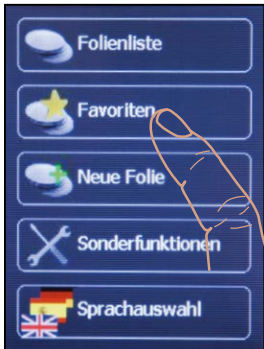 Folienliste
Favoriten
Neue Folie
Sonderfunktionen
Sprachauswahl